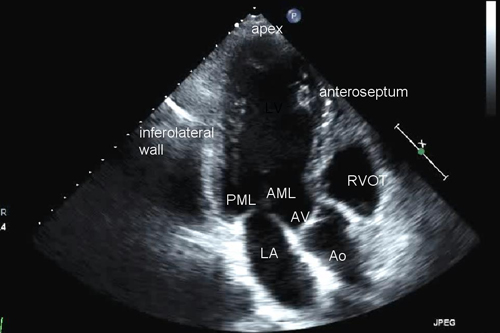 P
apex
LV
anteroseptum
inferolateral
wall
RVOT
PML
AML
AV
R
.4
LA
Ao
JPEG